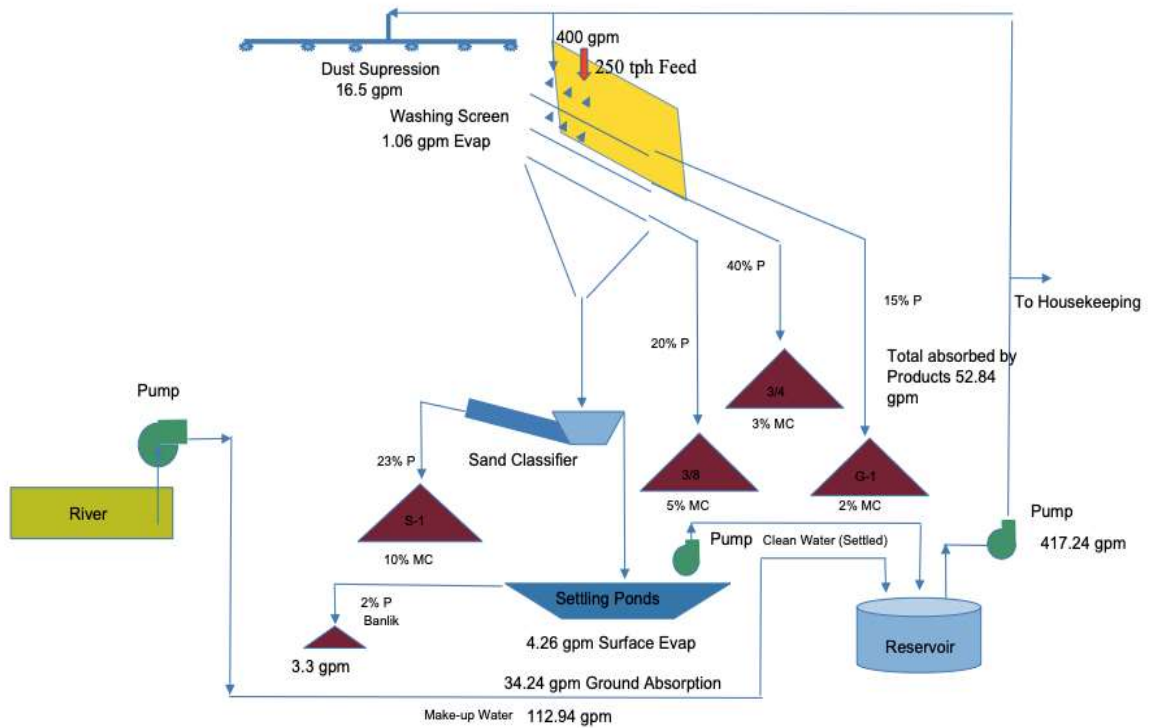 400 gpm
250 tph Feed
Dust Supression
16.5 gpm
Washing Screen
1.06 gpm Evap
40% P
15% P
To Housekeeping
20% P
Total absorbed by
Products 52.84
gpm
Pump
3/4
3% MC
23% P
Sand Classifier
3/8
G-1
River
S-1
5% MC
2% MC
Pump
417.24 gpm
Pump
Clean Water (Settled)
10% MC
2% P
Banlik
Settling Ponds
Reservoir
4.26 gpm Surface Evap
3.3 gpm
34.24 gpm Ground Absorption
Make-up Water 112.94 gpm